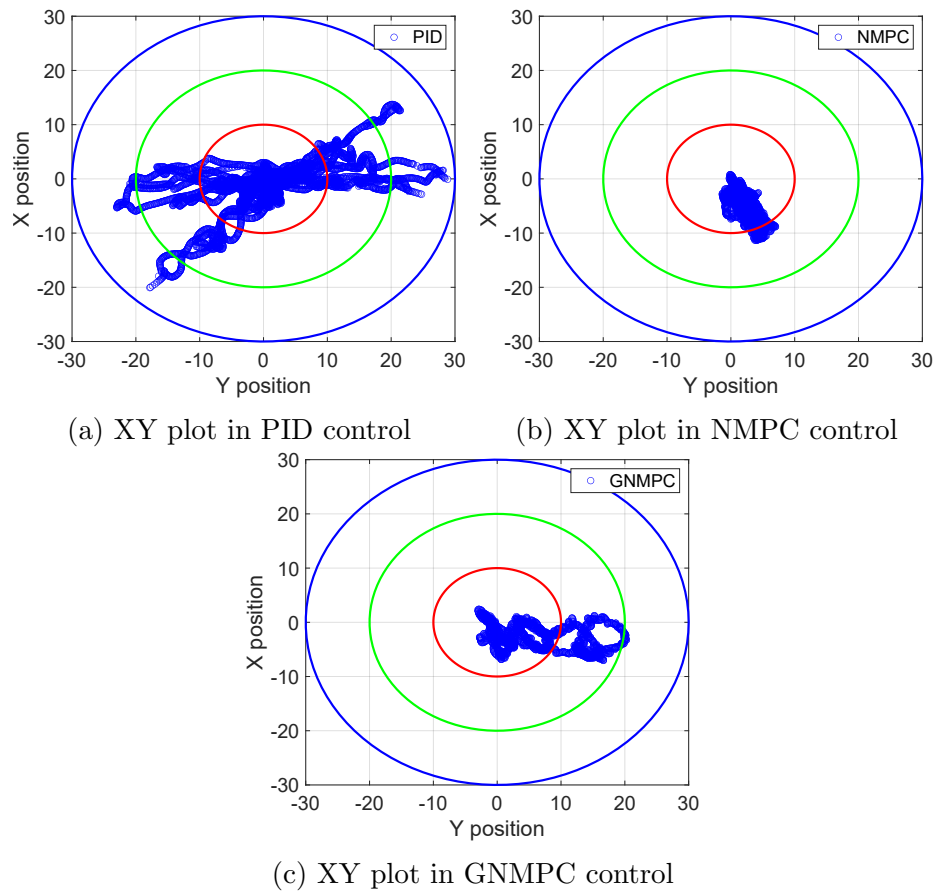 30
20
10
0
-10
-20
-30
X position
-30 -20 -10 0 10 20 30
Y position
PID
(a) XY plot in PID control
30
20
10
0
-10
-20
-30
X position
-30 -20 -10 0 10 20 30
Y position
NMPC
(b) XY plot in NMPC control
30
20
10
0
-10
-20
-30
X position
-30 -20 -10 0 10 20 30
Y position
GNMPC
(c) XY plot in GNMPC control